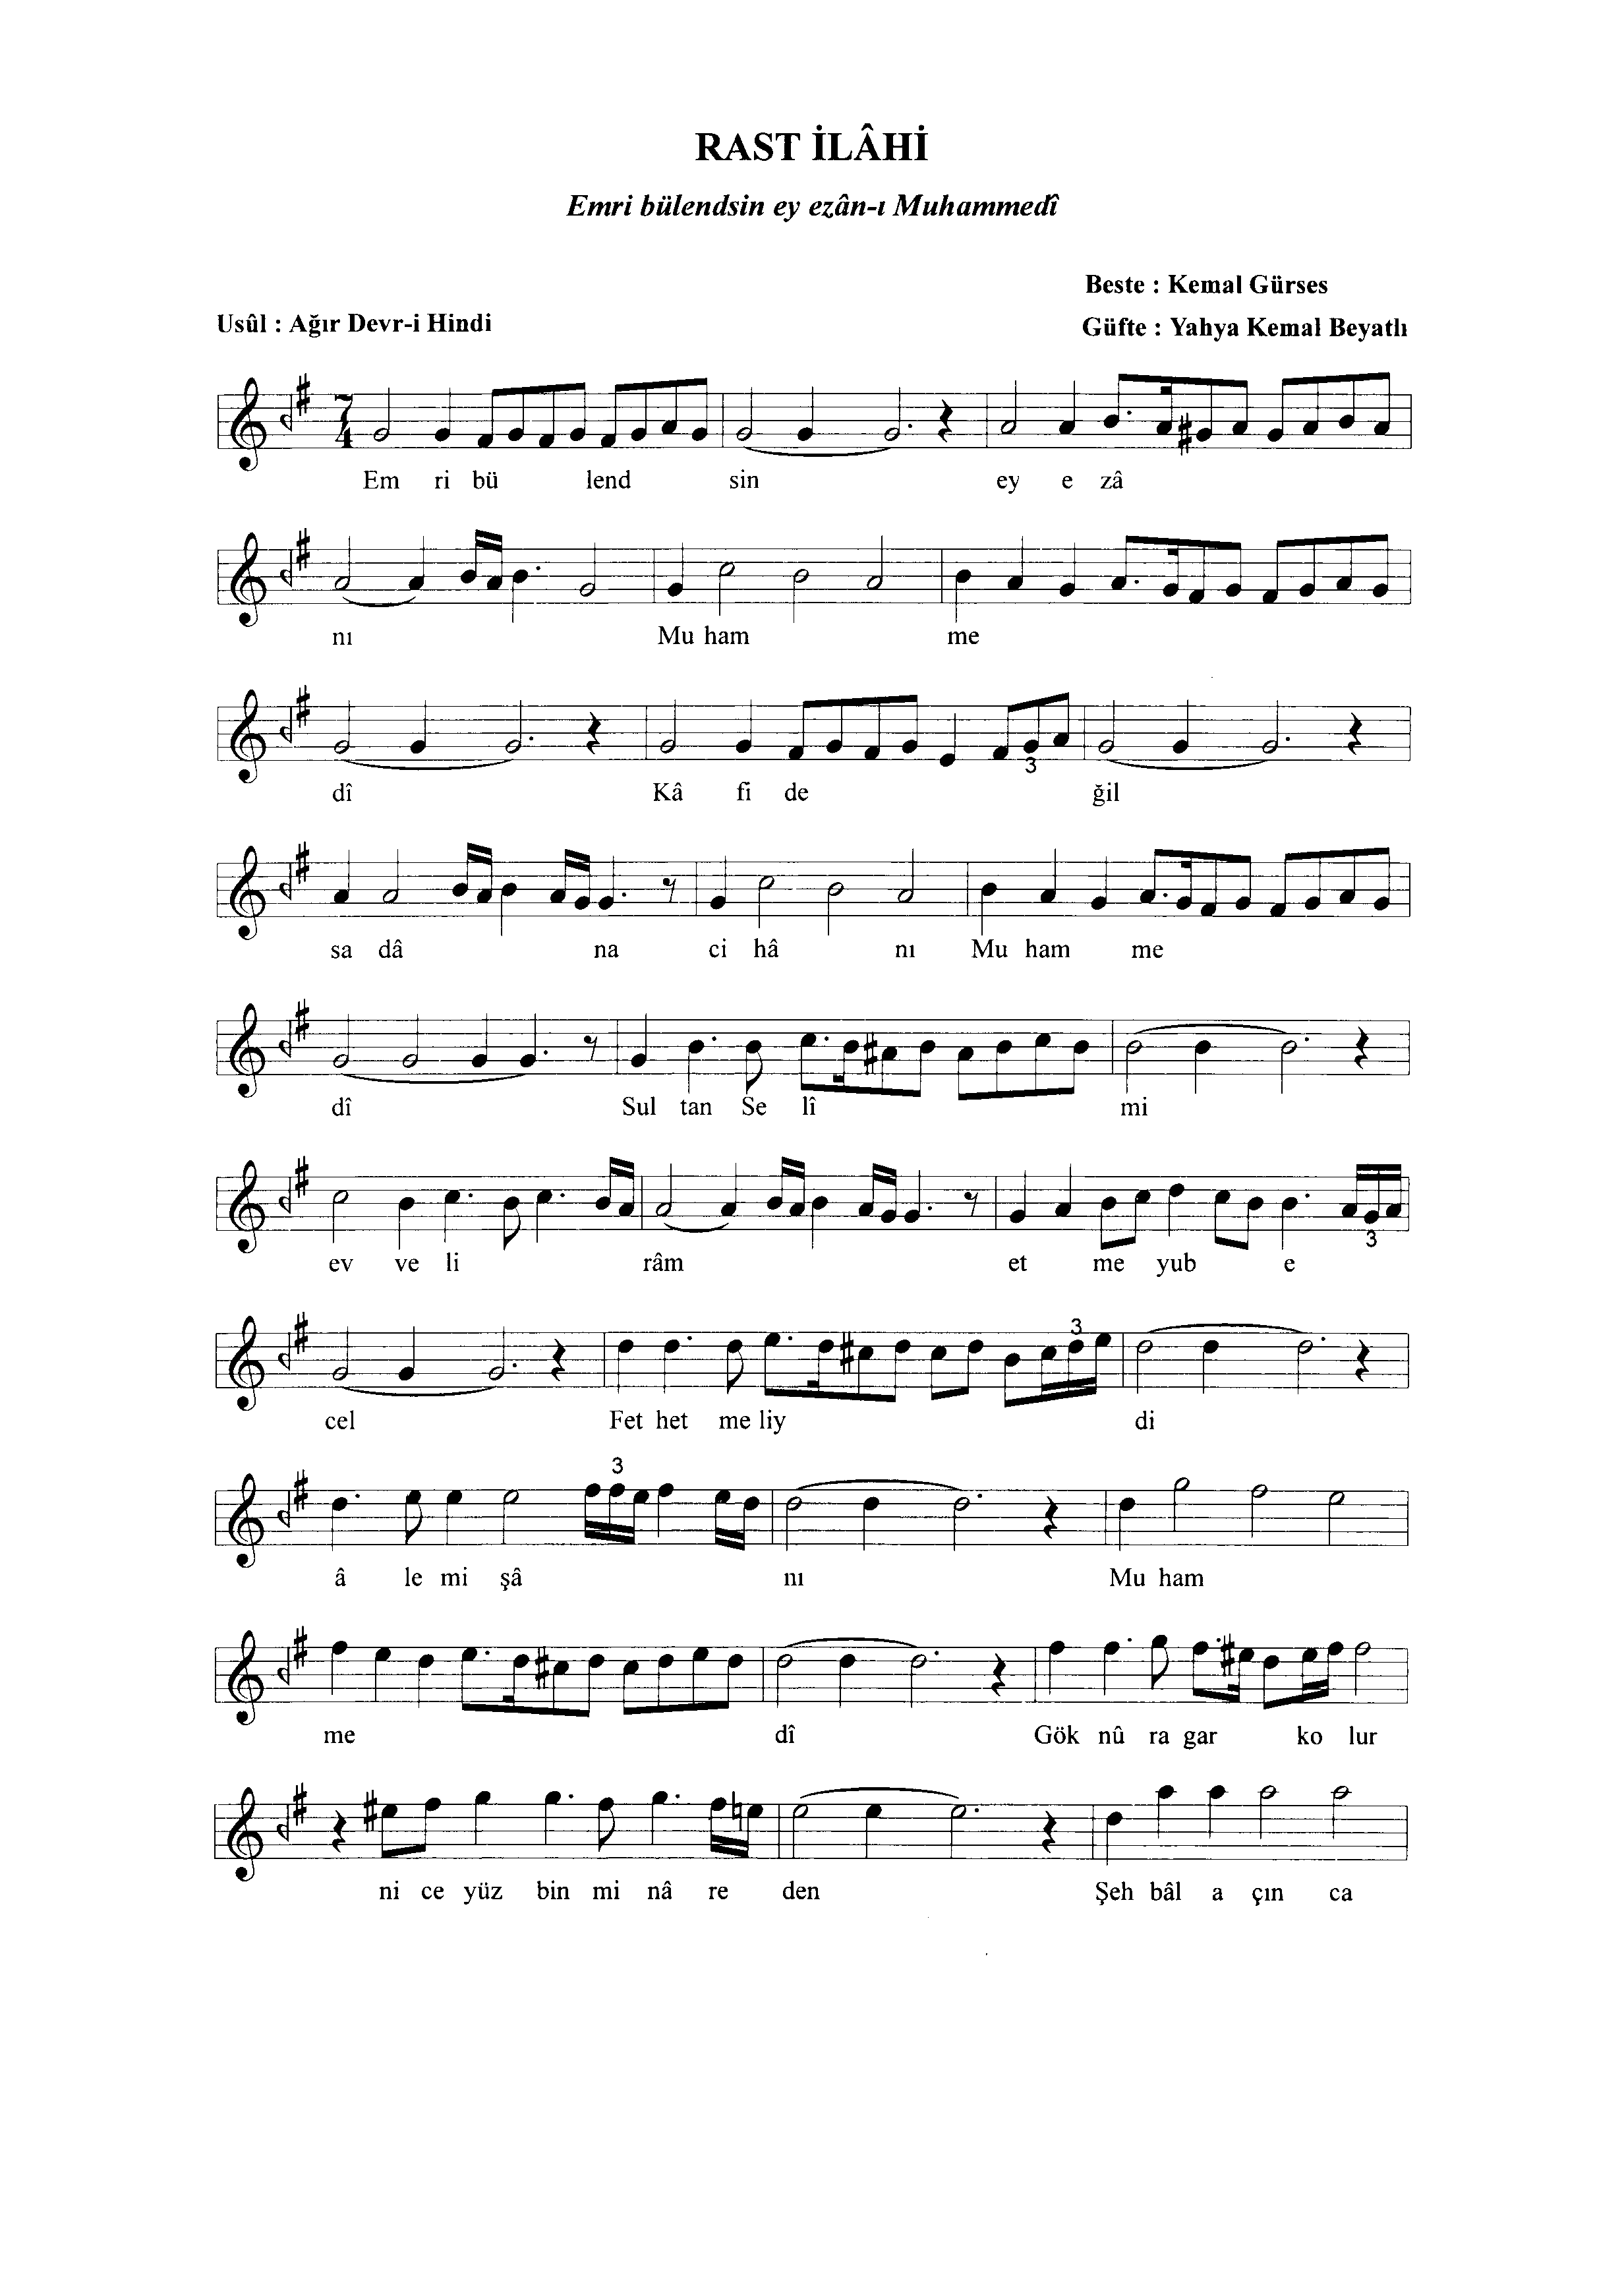 RAST İLÂHİ
Emri bülendsin ey ezân-ı Muhammedî
Beste : Kemal Gürses
Usûl : Ağır Devr-i Hindi
Güfte : Yahya Kemal Beyatlı
7
4
Em ri bü lend sin ey e zâ
nı Mu ham me
3
dî Kâ fi de ğil
sa dâ na ci hâ nı Mu ham me
dî Sul tan Se lî mi
3
ev ve li râm et me yub e
3
cel Fet het me liy di
3
â le mi şâ nı Mu ham
me dî Gök nû ra gar ko lur
ni ce yüz bin mi nâ re den Şeh bâl a çın ca